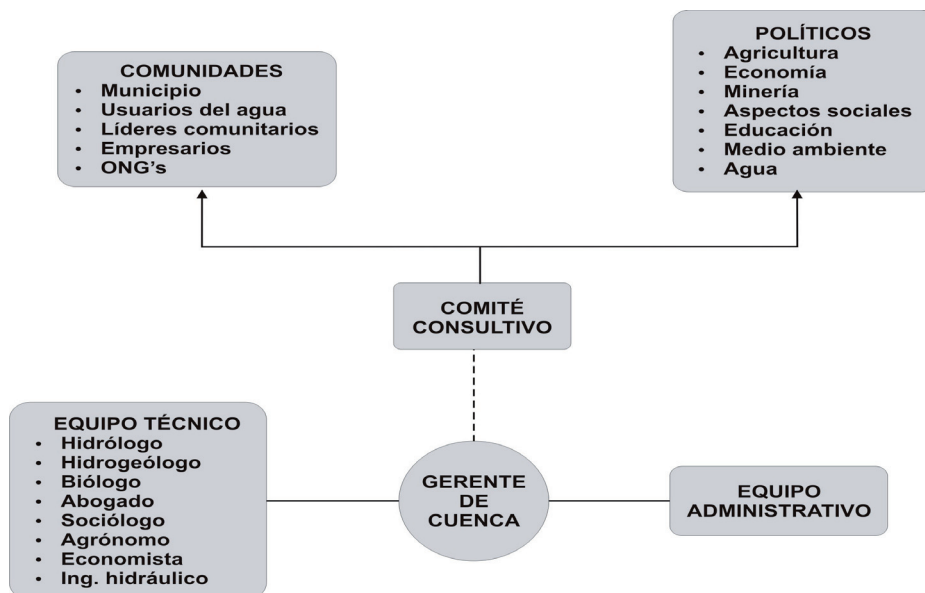 COMUNIDADES
• Municipio
• Usuarios del agua
• Líderes comunitarios
• Empresarios
• ONG's
POLÍTICOS
• Agricultura
• Economía
• Minería
• Aspectos sociales
• Educación
• Medio ambiente
• Agua
COMITÉ
CONSULTIVO
EQUIPO TÉCNICO
• Hidrólogo
• Hidrogeólogo
• Biólogo
• Abogado
• Sociólogo
• Agrónomo
• Economista
• Ing. hidráulico
GERENTE
DE
CUENCA
EQUIPO
ADMINISTRATIVO